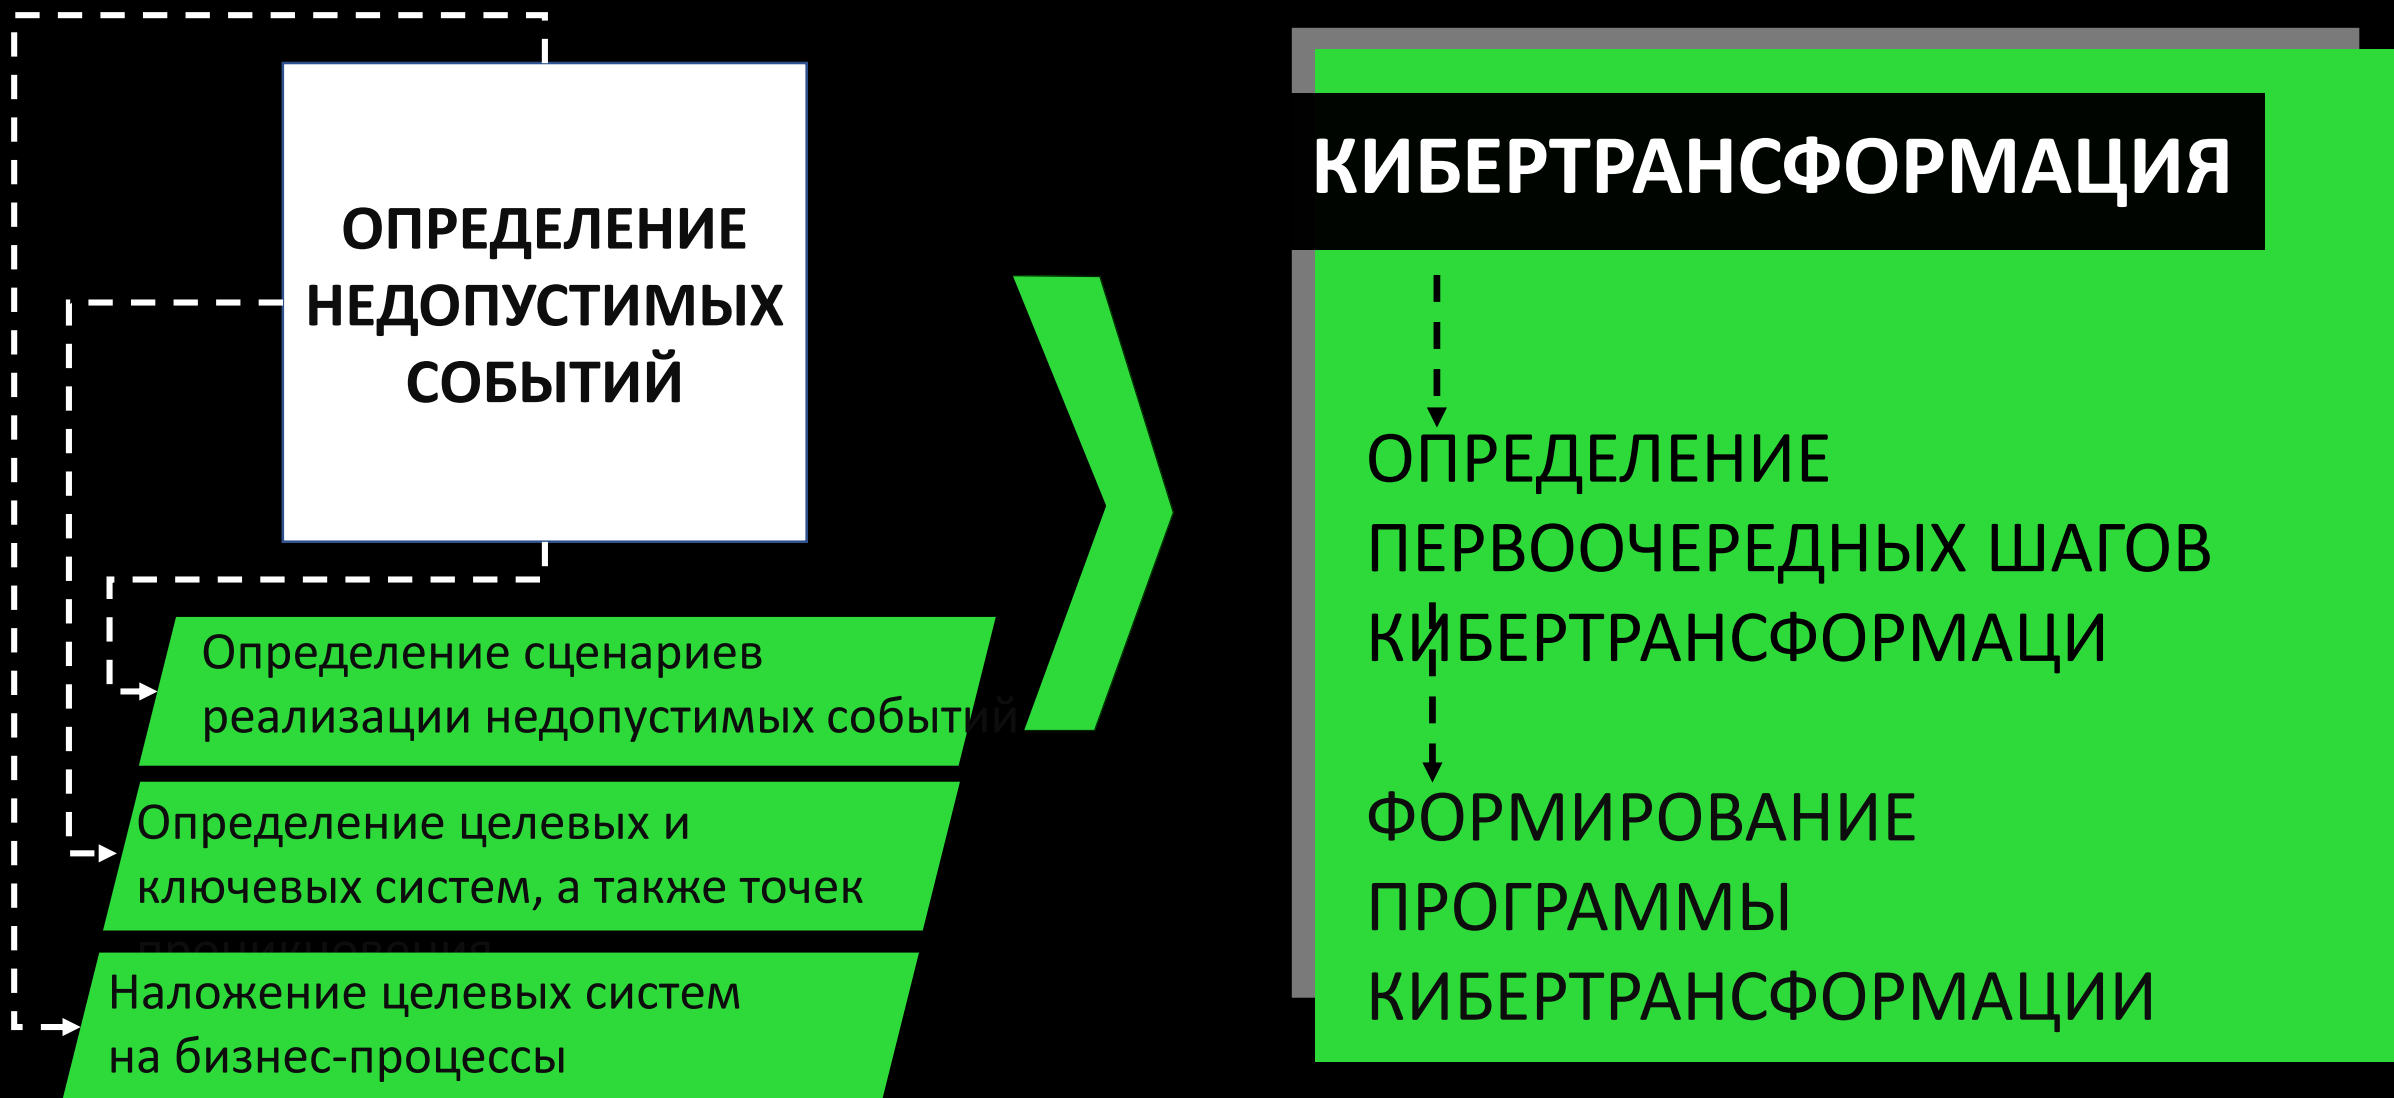 ОПРЕДЕЛЕНИЕ
НЕДОПУСТИМЫХ
СОБЫТИЙ
Определение сценариев
реализации недопустимых событий
Определение целевых и
ключевых систем, а также точек
проникновения
Наложение целевых систем
на бизнес-процессы
КИБЕРТРАНСФОРМАЦИЯ
ОПРЕДЕЛЕНИЕ
ПЕРВООЧЕРЕДНЫХ ШАГОВ
КИБЕРТРАНСФОРМАЦИ
ФОРМИРОВАНИЕ
ПРОГРАММЫ
КИБЕРТРАНСФОРМАЦИИ